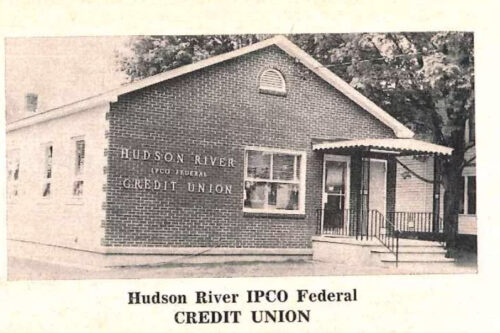 HUDSON RIVER
IPCO FEDERAL
CREDIT UNION
Hudson River IPCO Federal
CREDIT UNION